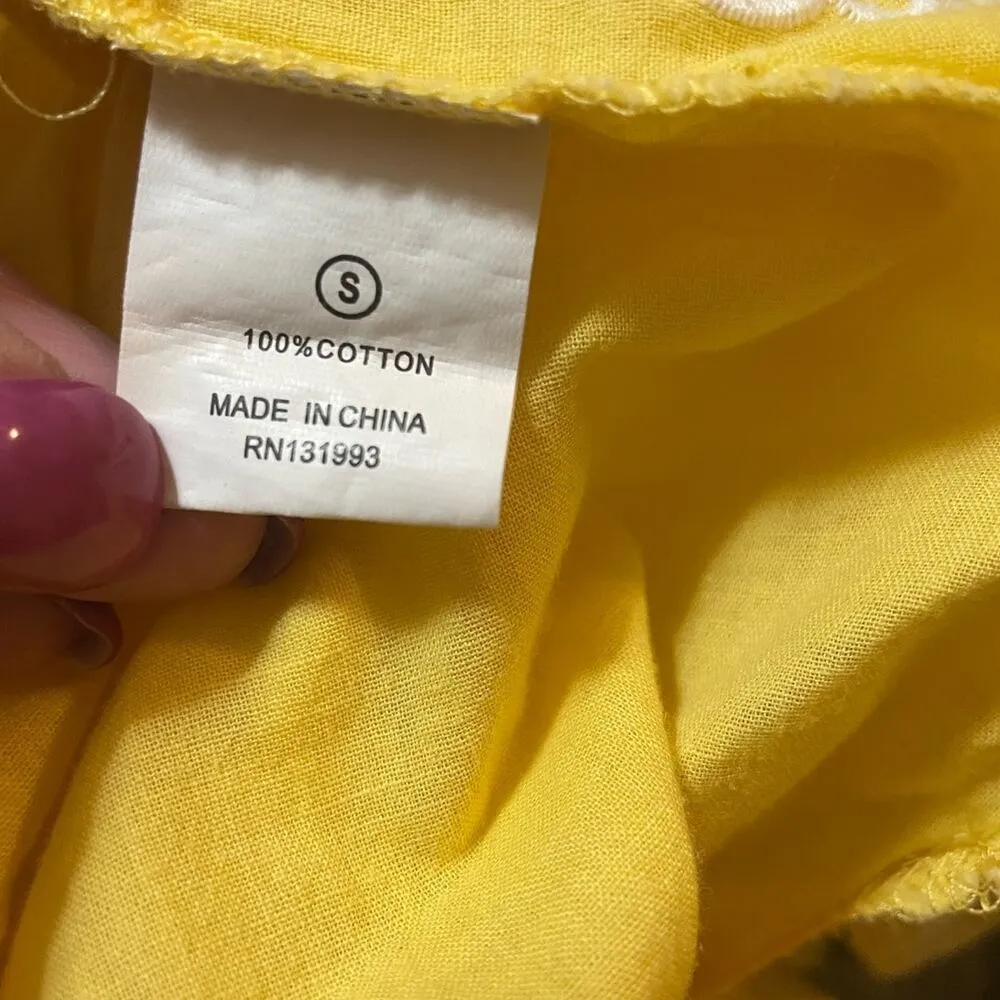 S
100%COTTON
MADE IN CHINA
RN131993